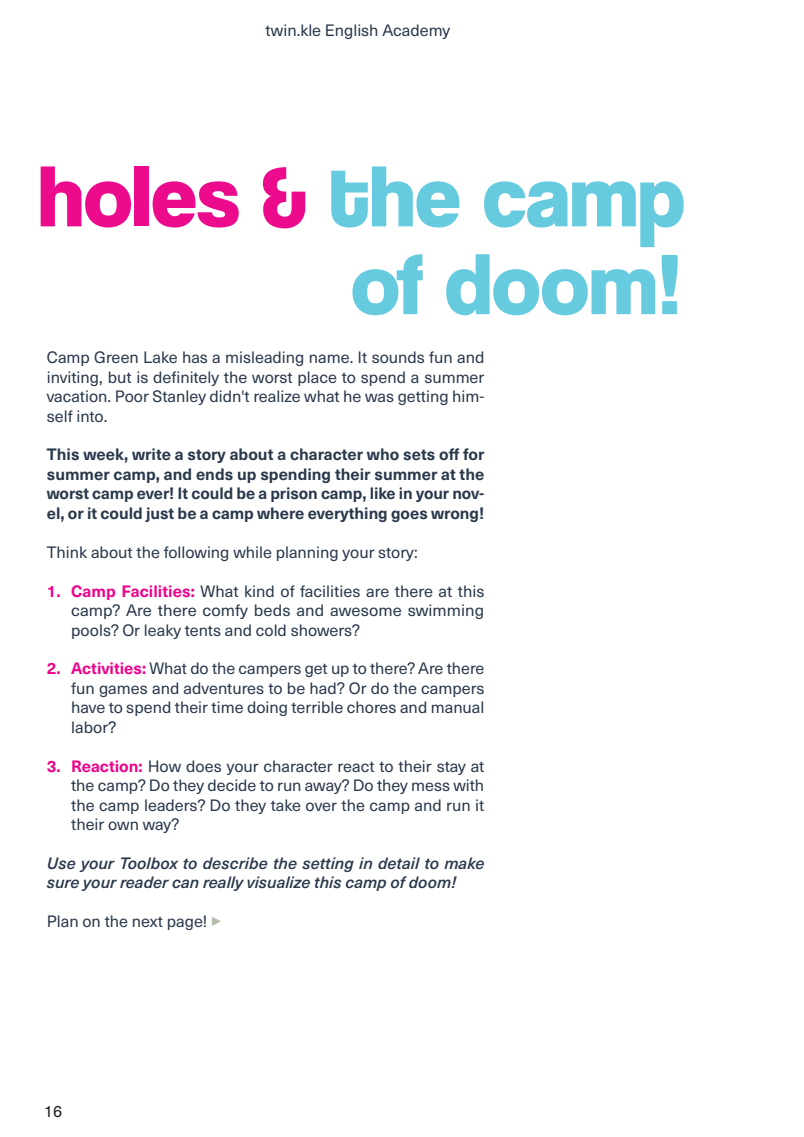 twin.kle English Academy
holes & the camp
of doom!
Camp Green Lake has a misleading name. It sounds fun and
inviting, but is definitely the worst place to spend a summer
vacation. Poor Stanley didn't realize what he was getting him-
self into.
This week, write a story about a character who sets off for
summer camp, and ends up spending their summer at the
worst camp ever! It could be a prison camp, like in your nov-
el, or it could just be a camp where everything goes wrong!
Think about the following while planning your story:
1. Camp Facilities: What kind of facilities are there at this
camp? Are there comfy beds and awesome swimming
pools? Or leaky tents and cold showers?
2. Activities: What do the campers get up to there? Are there
fun games and adventures to be had? Or do the campers
have to spend their time doing terrible chores and manual
labor?
3. Reaction: How does your character react to their stay at
the camp? Do they decide to run away? Do they mess with
the camp leaders? Do they take over the camp and run it
their own way?
Use your Toolbox to describe the setting in detail to make
sure your reader can really visualize this camp of doom!
Plan on the next page! ▶
16